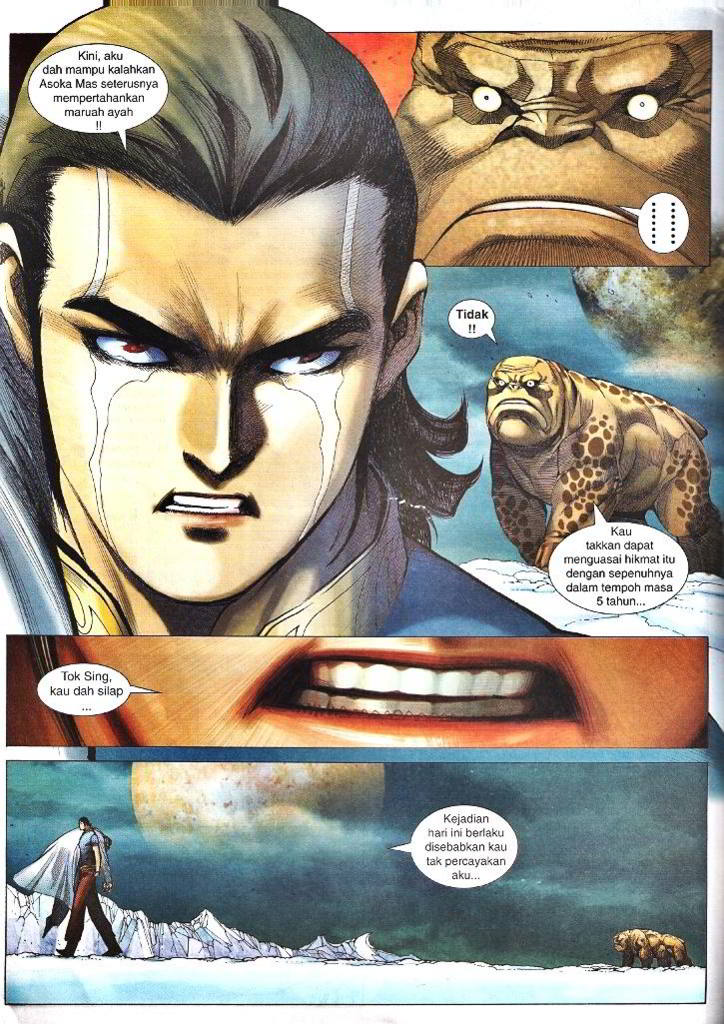 Kini, aku
dah mampu kalahkan
Asoka Mas seterusnya
mempertahankan
maruah ayah
!!
Tidak
!!
Kau
takkan dapat
menguasai hikmat itu
dengan sepenuhnya
dalam tempoh masa
5 tahun...
Tok Sing,
kau dah silap
...
Kejadian
hari ini berlaku
disebabkan kau
tak percayakan
aku...